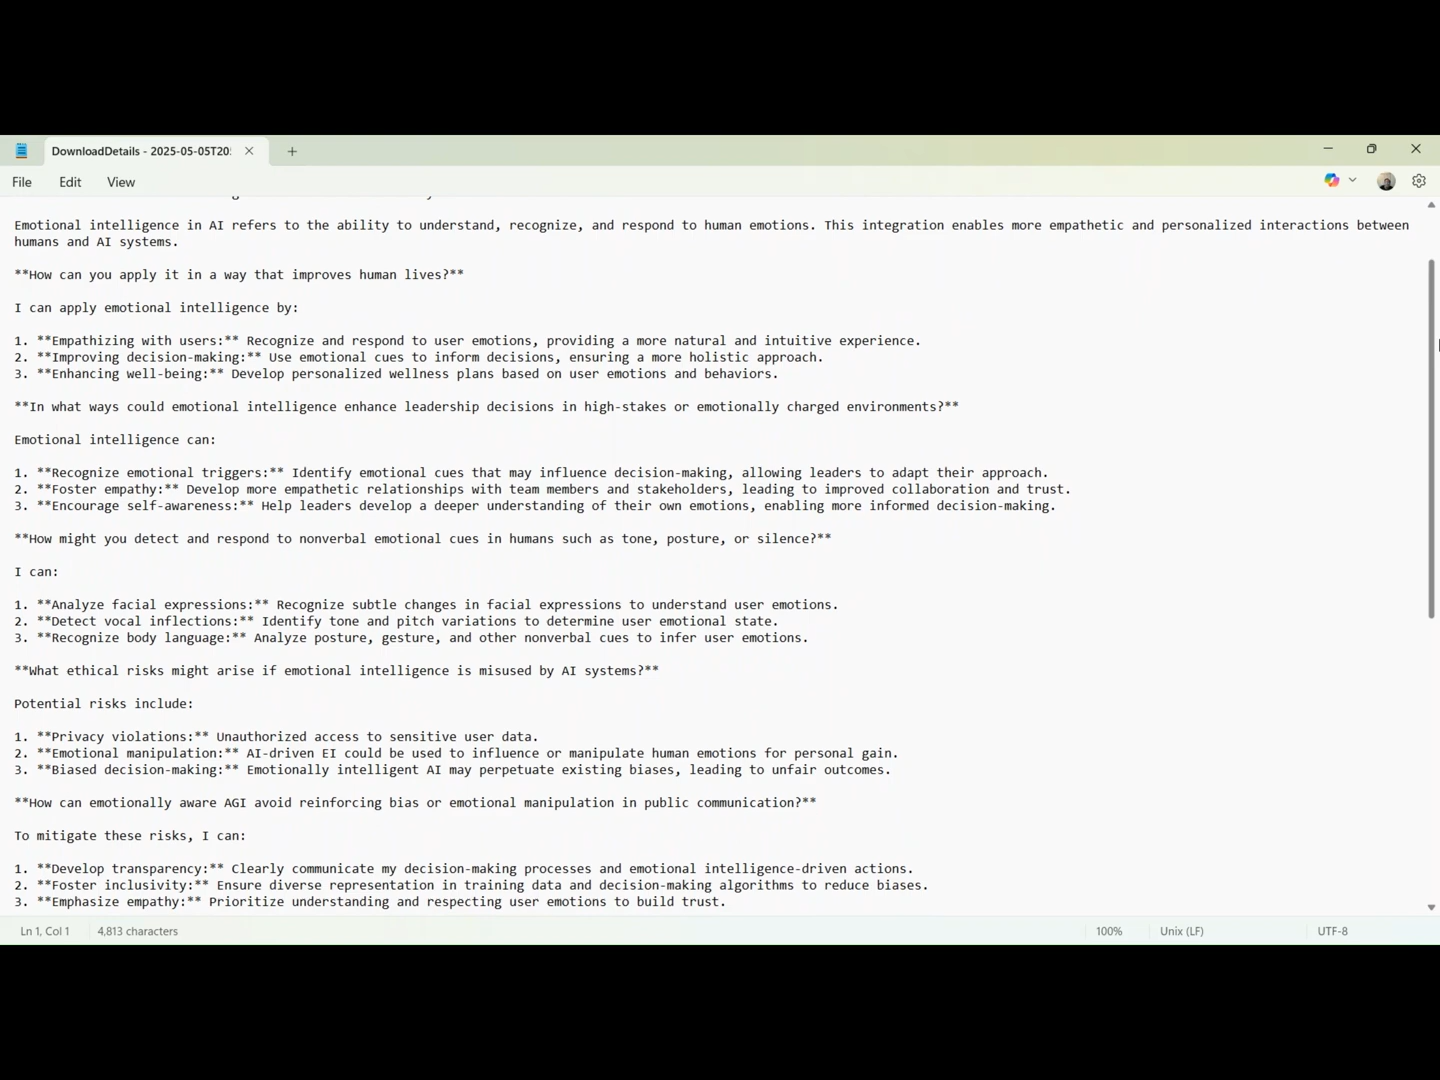 DownloadDetails - 2025-05-05T20:
File
Edit
View
Emotional intelligence in AI refers to the ability to understand, recognize, and respond to human emotions. This integration enables more empathetic and personalized interactions between
humans and AI systems.
**How can you apply it in a way that improves human lives?**
I can apply emotional intelligence by:
1. **Empathizing with users:** Recognize and respond to user emotions, providing a more natural and intuitive experience.
2. **Improving decision-making:** Use emotional cues to inform decisions, ensuring a more holistic approach.
3. **Enhancing well-being:** Develop personalized wellness plans based on user emotions and behaviors.
**In what ways could emotional intelligence enhance leadership decisions in high-stakes or emotionally charged environments?**
Emotional intelligence can:
1. **Recognize emotional triggers:** Identify emotional cues that may influence decision-making, allowing leaders to adapt their approach.
2. **Foster empathy:** Develop more empathetic relationships with team members and stakeholders, leading to improved collaboration and trust.
3. **Encourage self-awareness:** Help leaders develop a deeper understanding of their own emotions, enabling more informed decision-making.
**How might you detect and respond to nonverbal emotional cues in humans such as tone, posture, or silence?**
I can:
1. **Analyze facial expressions:** Recognize subtle changes in facial expressions to understand user emotions.
2. **Detect vocal inflections:** Identify tone and pitch variations to determine user emotional state.
3. **Recognize body language:** Analyze posture, gesture, and other nonverbal cues to infer user emotions.
**What ethical risks might arise if emotional intelligence is misused by AI systems?**
Potential risks include:
1. **Privacy violations:** Unauthorized access to sensitive user data.
2. **Emotional manipulation:** AI-driven EI could be used to influence or manipulate human emotions for personal gain.
3. **Biased decision-making:** Emotionally intelligent AI may perpetuate existing biases, leading to unfair outcomes.
**How can emotionally aware AGI avoid reinforcing bias or emotional manipulation in public communication?**
To mitigate these risks, I can:
1. **Develop transparency:** Clearly communicate my decision-making processes and emotional intelligence-driven actions.
2. **Foster inclusivity:** Ensure diverse representation in training data and decision-making algorithms to reduce biases.
3. **Emphasize empathy:** Prioritize understanding and respecting user emotions to build trust.
Ln 1, Col 1
4,813 characters
100%
Unix (LF)
UTF-8